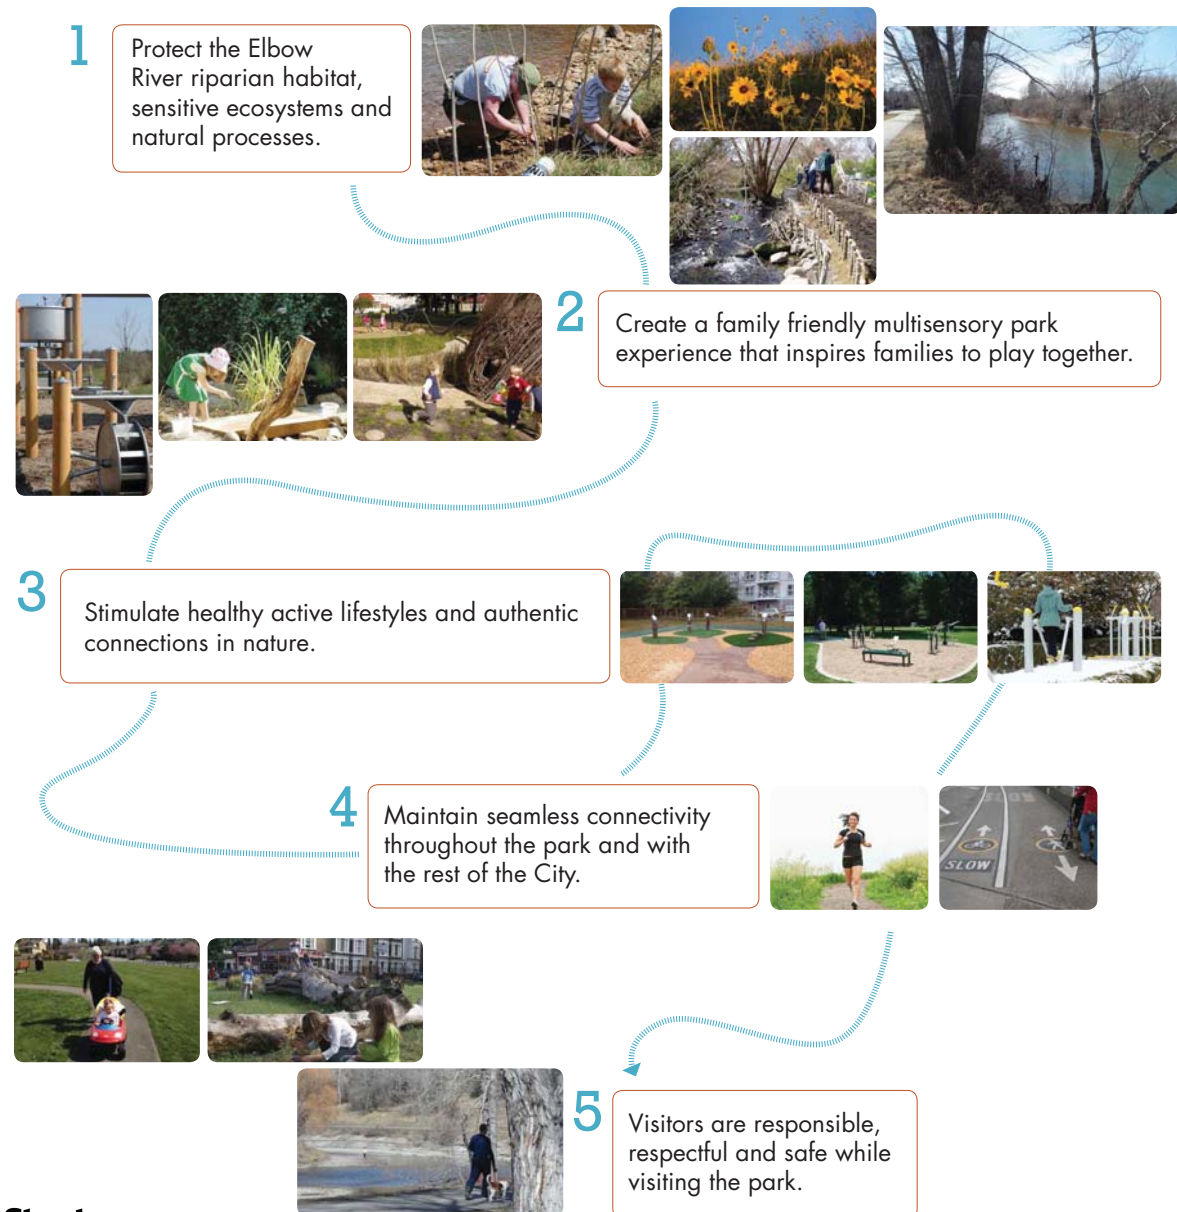 1
Protect the Elbow
River riparian habitat,
sensitive ecosystems and
natural processes.
2
Create a family friendly multisensory park
experience that inspires families to play together.
3
Stimulate healthy active lifestyles and authentic
connections in nature.
4
Maintain seamless connectivity
throughout the park and with
the rest of the City.
SLOW
5
Visitors are responsible,
respectful and safe while
visiting the park.